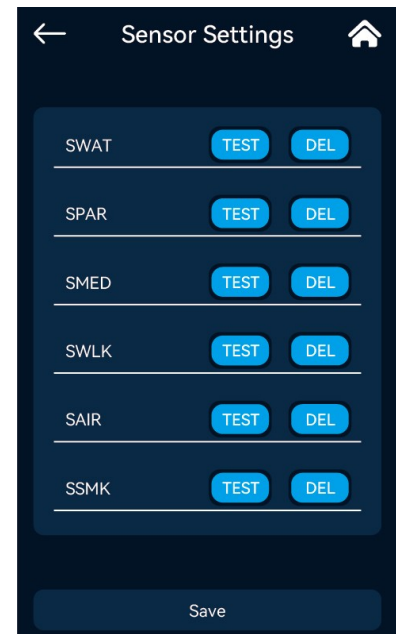 Sensor Settings
SWAT TEST DEL
SPAR TEST DEL
SMED TEST DEL
SWLK TEST DEL
SAIR TEST DEL
SSMK TEST DEL
Save